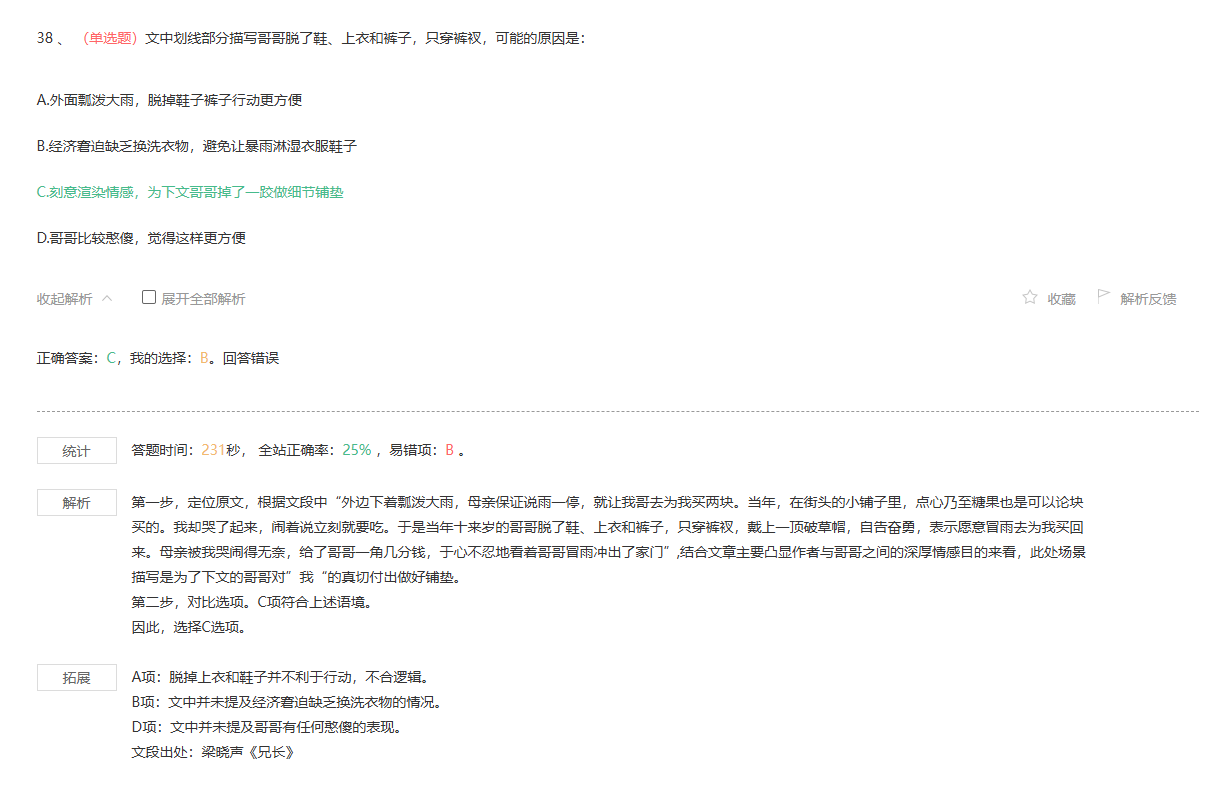 38 、 （单选题）文中划线部分描写哥哥脱了鞋、上衣和裤子，只穿裤衩，可能的原因是：
A.外面瓢泼大雨，脱掉鞋子裤子行动更方便
B.经济窘迫缺乏换洗衣物，避免让暴雨淋湿衣服鞋子
C.刻意渲染情感，为下文哥哥掉了一跤做细节铺垫
D.哥哥比较憨傻，觉得这样更方便
收起解析 展开全部解析 收藏 解析反馈
正确答案：C，我的选择：B。回答错误
统计 答题时间：231秒， 全站正确率：25% ，易错项：B 。
解析 第一步，定位原文，根据文段中“外边下着瓢泼大雨，母亲保证说雨一停，就让我哥去为我买两块。当年，在街头的小铺子里，点心乃至糖果也是可以论块
买的。我却哭了起来，闹着说立刻就要吃。于是当年十来岁的哥哥脱了鞋、上衣和裤子，只穿裤衩，戴上一顶破草帽，自告奋勇，表示愿意冒雨去为我买回
来。母亲被我哭闹得无奈，给了哥哥一角几分钱，于心不忍地看着哥哥冒雨冲出了家门”,结合文章主要凸显作者与哥哥之间的深厚情感目的来看，此处场景
描写是为了下文的哥哥对”我“的真切付出做好铺垫。
第二步，对比选项。C项符合上述语境。
因此，选择C选项。
拓展 A项：脱掉上衣和鞋子并不利于行动，不合逻辑。
B项：文中并未提及经济窘迫缺乏换洗衣物的情况。
D项：文中并未提及哥哥有任何憨傻的表现。
文段出处：梁晓声《兄长》